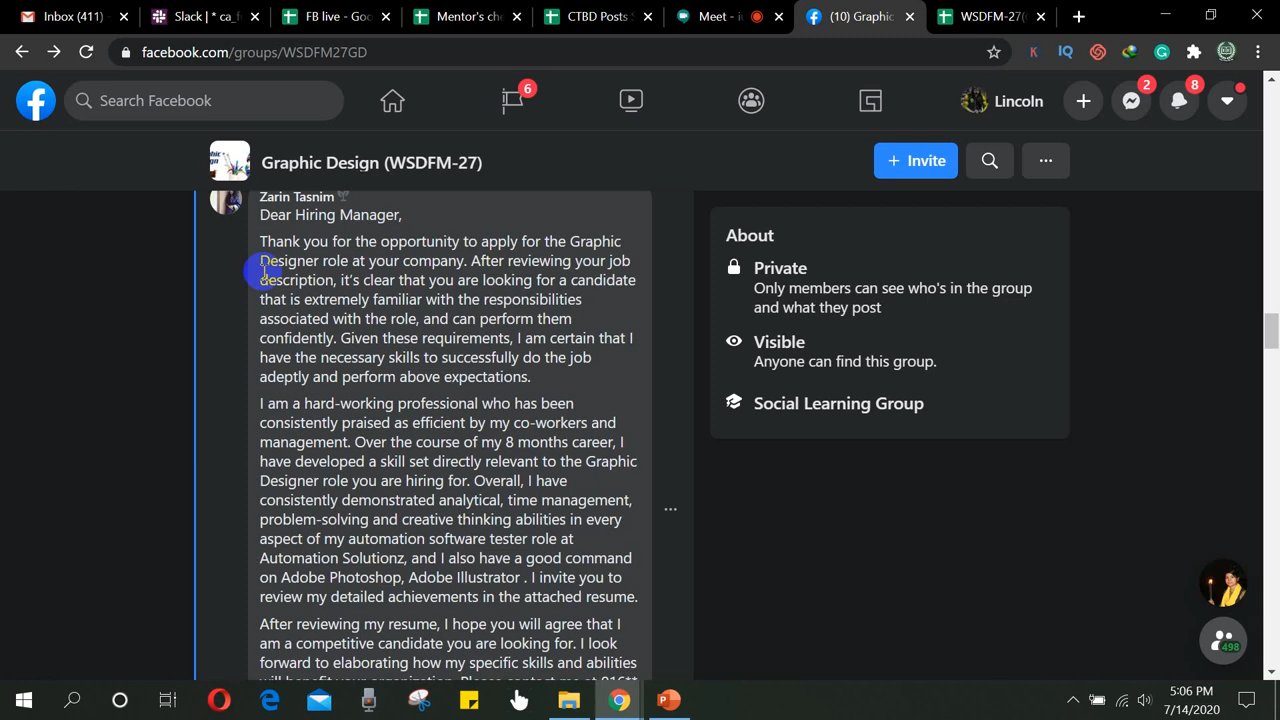 Inbox (411)
Slack | * ca_f
FB live - Goo
Mentor's che
CTBD Posts S
Meet - i
(10) Graphic
WSDFM-27(
facebook.com/groups/WSDFM27GD
Search Facebook
6
Lincoln
2
8
Graphic Design (WSDFM-27)
+ Invite
Zarin Tasnim
Dear Hiring Manager,
Thank you for the opportunity to apply for the Graphic
Designer role at your company. After reviewing your job
description, it's clear that you are looking for a candidate
that is extremely familiar with the responsibilities
associated with the role, and can perform them
confidently. Given these requirements, I am certain that I
have the necessary skills to successfully do the job
adeptly and perform above expectations.
I am a hard-working professional who has been
consistently praised as efficient by my co-workers and
management. Over the course of my 8 months career, I
have developed a skill set directly relevant to the Graphic
Designer role you are hiring for. Overall, I have
consistently demonstrated analytical, time management,
problem-solving and creative thinking abilities in every
aspect of my automation software tester role at
Automation Solutionz, and I also have a good command
on Adobe Photoshop, Adobe Illustrator . I invite you to
review my detailed achievements in the attached resume.
After reviewing my resume, I hope you will agree that I
am a competitive candidate you are looking for. I look
forward to elaborating how my specific skills and abilities
will benefit your organization. Please contact me at 016**
About
Private
Only members can see who's in the group
and what they post
Visible
Anyone can find this group.
Social Learning Group
498
5:06 PM
7/14/2020